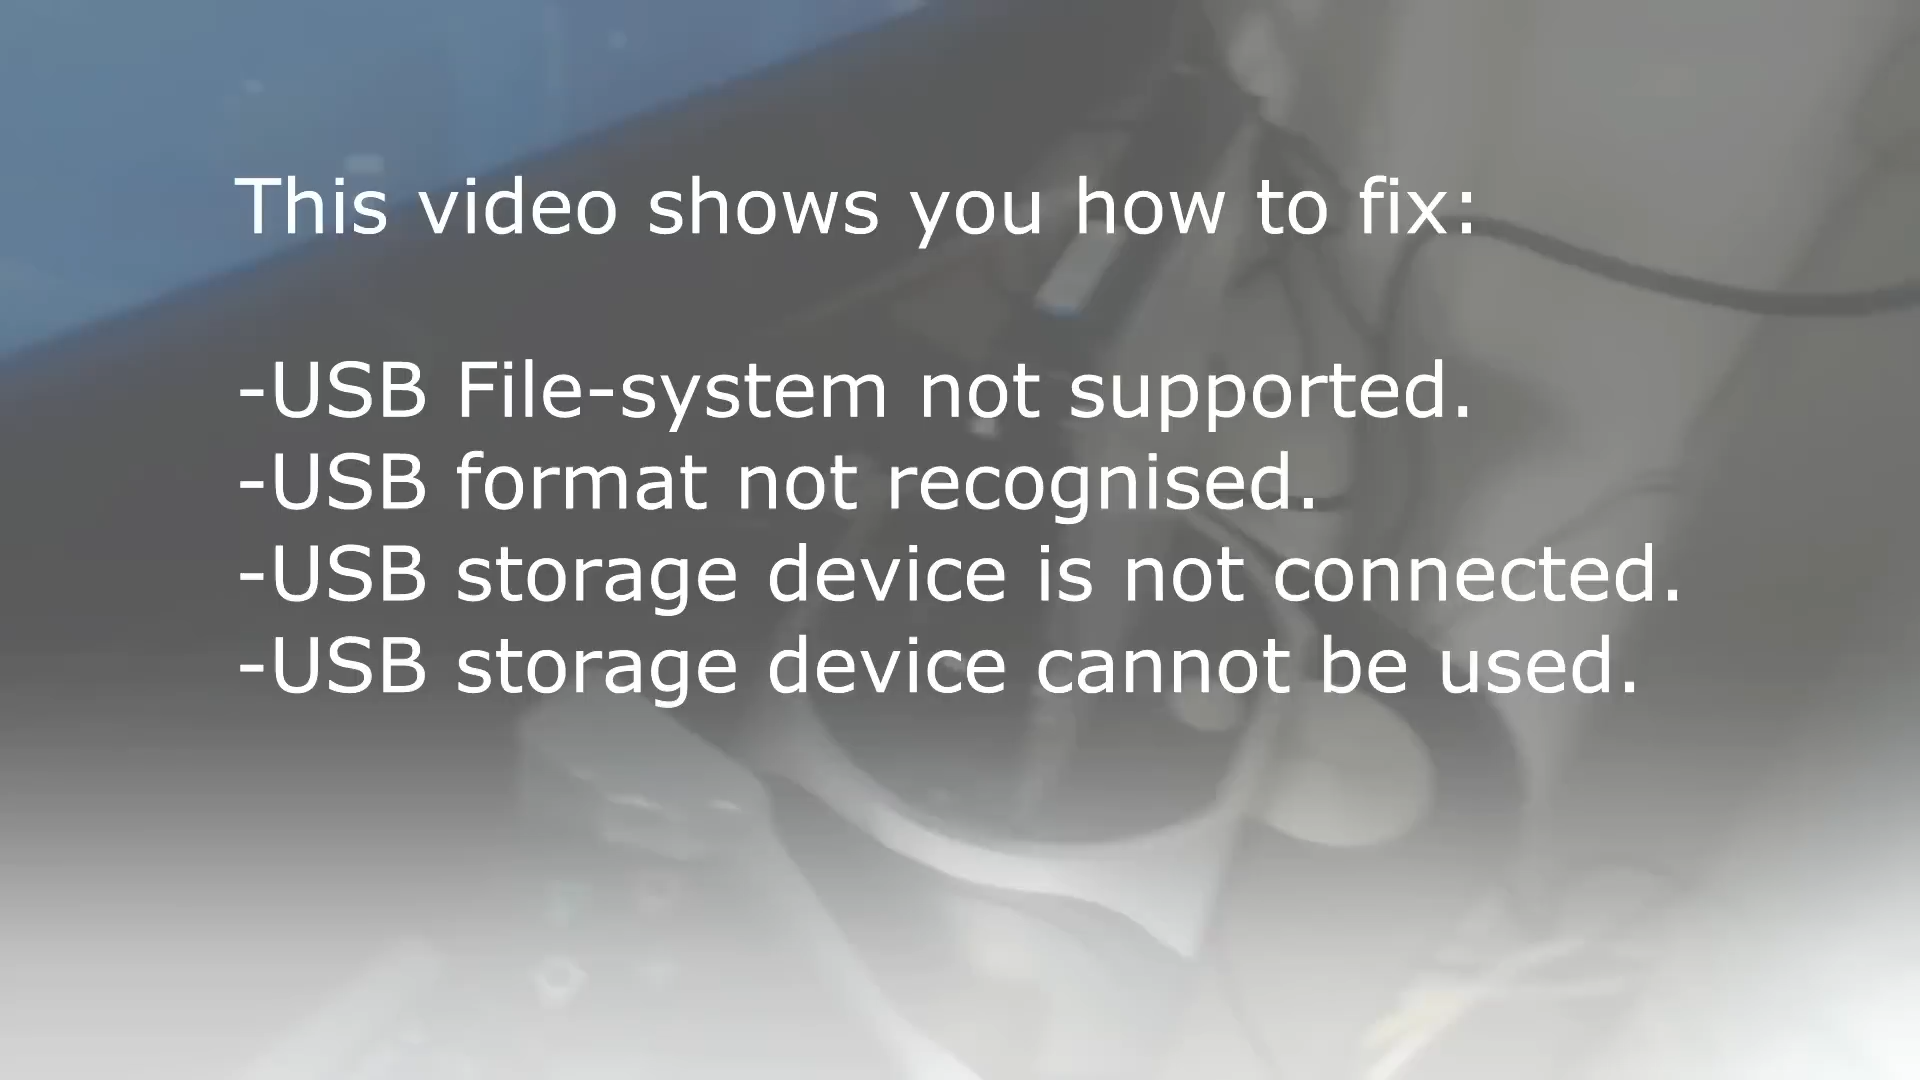 This video shows you how to fix:
-USB File-system not supported.
-USB format not recognised.
-USB storage device is not connected.
-USB storage device cannot be used.